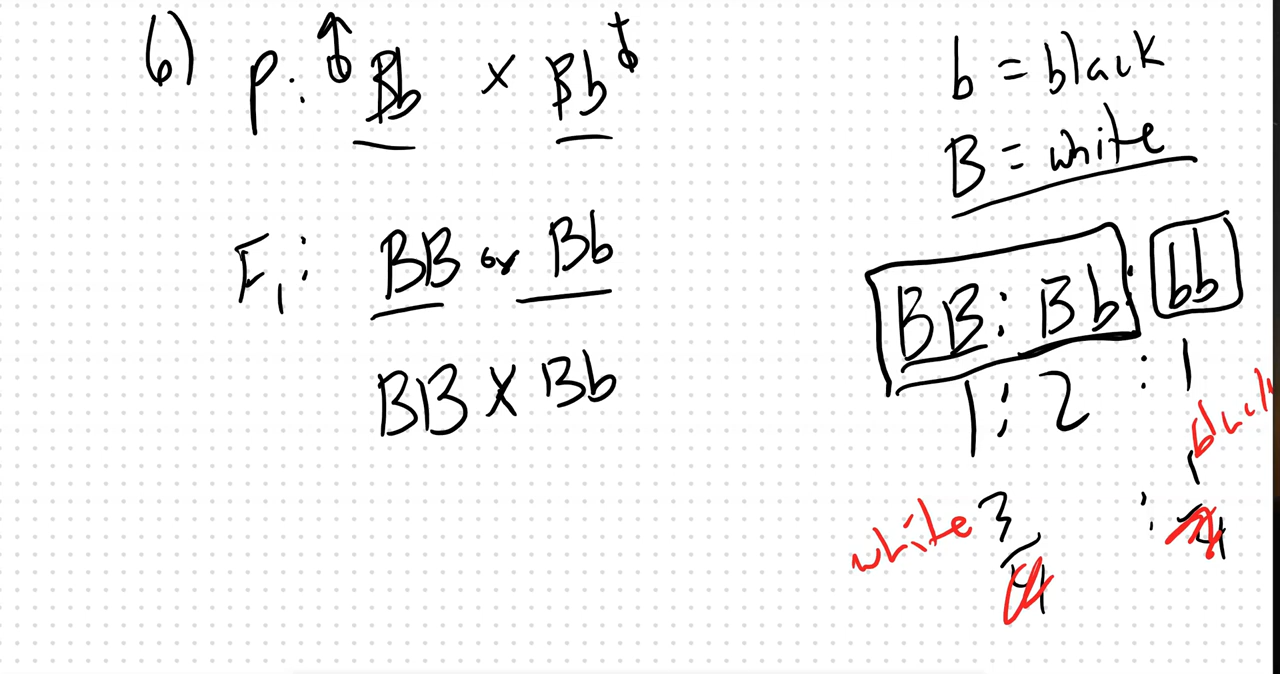 6) P: Bb x Bb
b = black
B = white
F1: BB or Bb
BB : Bb : bb
1 : 2 : 1
BB X Bb
black
white 3 : 1
4 4